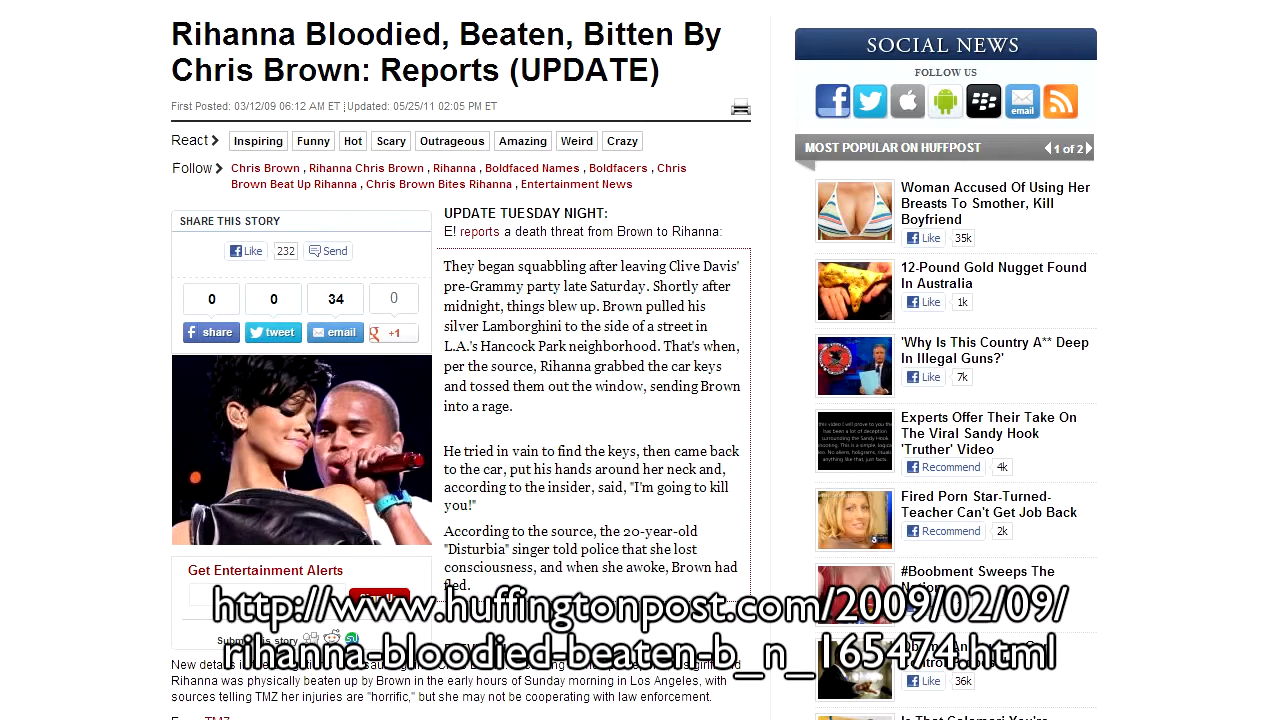 Rihanna Bloodied, Beaten, Bitten By
Chris Brown: Reports (UPDATE)
First Posted: 03/12/09 06:12 AM ET Updated: 05/25/11 02:05 PM ET
React
Inspiring Funny Hot Scary Outrageous Amazing Weird Crazy
Follow
Chris Brown , Rihanna Chris Brown , Rihanna , Boldfaced Names , Boldfacers , Chris
Brown Beat Up Rihanna , Chris Brown Bites Rihanna , Entertainment News
SHARE THIS STORY
Like 232 Send
0 0 34 0
share tweet email +1
Get Entertainment Alerts
Submit this story
UPDATE TUESDAY NIGHT:
E! reports a death threat from Brown to Rihanna:
They began squabbling after leaving Clive Davis'
pre-Grammy party late Saturday. Shortly after
midnight, things blew up. Brown pulled his
silver Lamborghini to the side of a street in
L.A.'s Hancock Park neighborhood. That's when,
per the source, Rihanna grabbed the car keys
and tossed them out the window, sending Brown
into a rage.
He tried in vain to find the keys, then came back
to the car, put his hands around her neck and,
according to the insider, said, "I'm going to kill
you!"
According to the source, the 20-year-old
"Disturbia" singer told police that she lost
consciousness, and when she awoke, Brown had
fled.
http://www.huffingtonpost.com/2009/02/09/
rihanna-bloodied-beaten-b_n_165474.html
New details
Rihanna was physically beaten up by Brown in the early hours of Sunday morning in Los Angeles, with
sources telling TMZ her injuries are "horrific," but she may not be cooperating with law enforcement.
SOCIAL NEWS
FOLLOW US
email
MOST POPULAR ON HUFFPOST
1 of 2
Woman Accused Of Using Her
Breasts To Smother, Kill
Boyfriend
Like 35k
12-Pound Gold Nugget Found
In Australia
Like 1k
'Why Is This Country A** Deep
In Illegal Guns?'
Like 7k
Experts Offer Their Take On
The Viral Sandy Hook
'Truther' Video
Recommend 4k
Fired Porn Star-Turned-
Teacher Can't Get Job Back
Recommend 2k
#Boobment Sweeps The
Like 36k